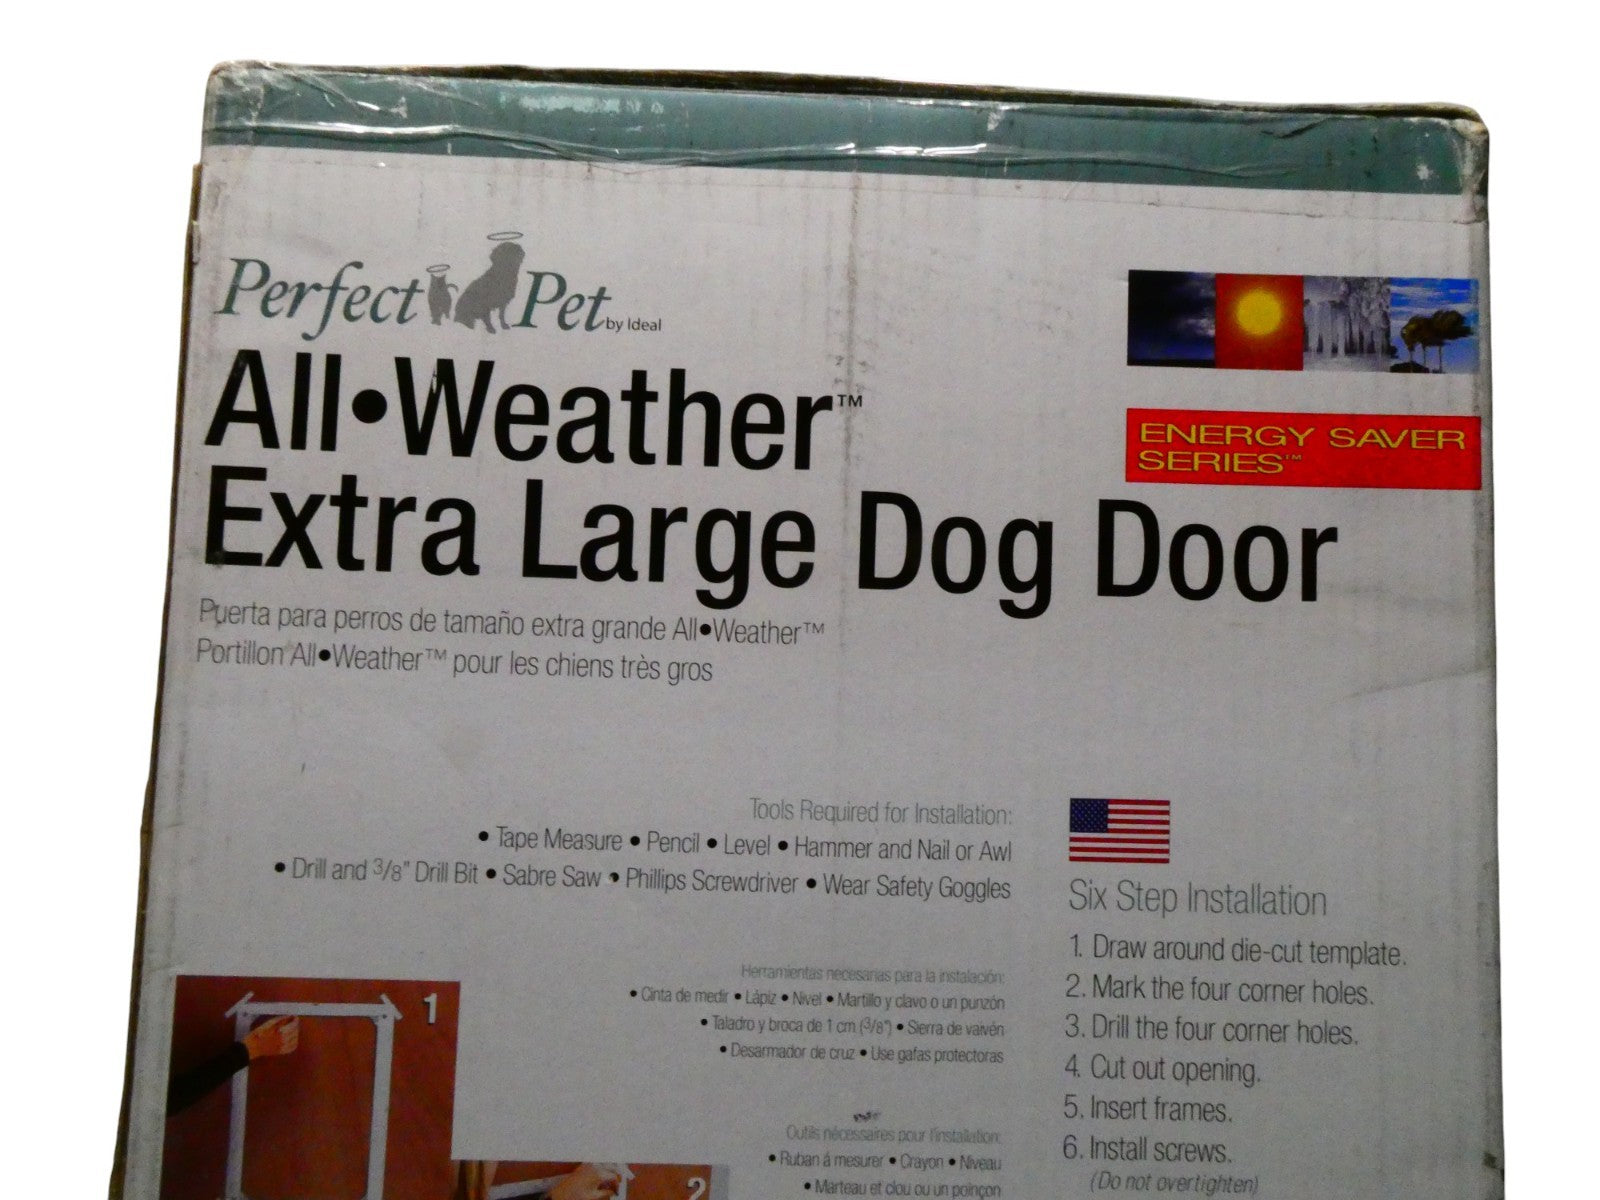 Perfect Pet by Ideal
All•Weather™
Extra Large Dog Door
ENERGY SAVER
SERIES™
Puerta para perros de tamaño extra grande All•Weather™
Portillon All•Weather™ pour les chiens très gros
Tools Required for Installation:
• Tape Measure • Pencil • Level • Hammer and Nail or Awl
• Drill and 3/8" Drill Bit • Sabre Saw • Phillips Screwdriver • Wear Safety Goggles
Herramientas necesarias para la instalación:
• Cinta de medir • Lápiz • Nivel • Martillo y clavo o un punzón
• Taladro y broca de 1 cm (3/8") • Sierra de vaivén
• Desarmador de cruz • Use gafas protectoras
Outils nécessaires pour l'installation:
• Ruban á mesurer • Crayon • Niveau
• Marteau et clou ou un poinçon
Six Step Installation
1. Draw around die-cut template.
2. Mark the four corner holes.
3. Drill the four corner holes.
4. Cut out opening.
5. Insert frames.
6. Install screws.
(Do not overtighten)
1
2